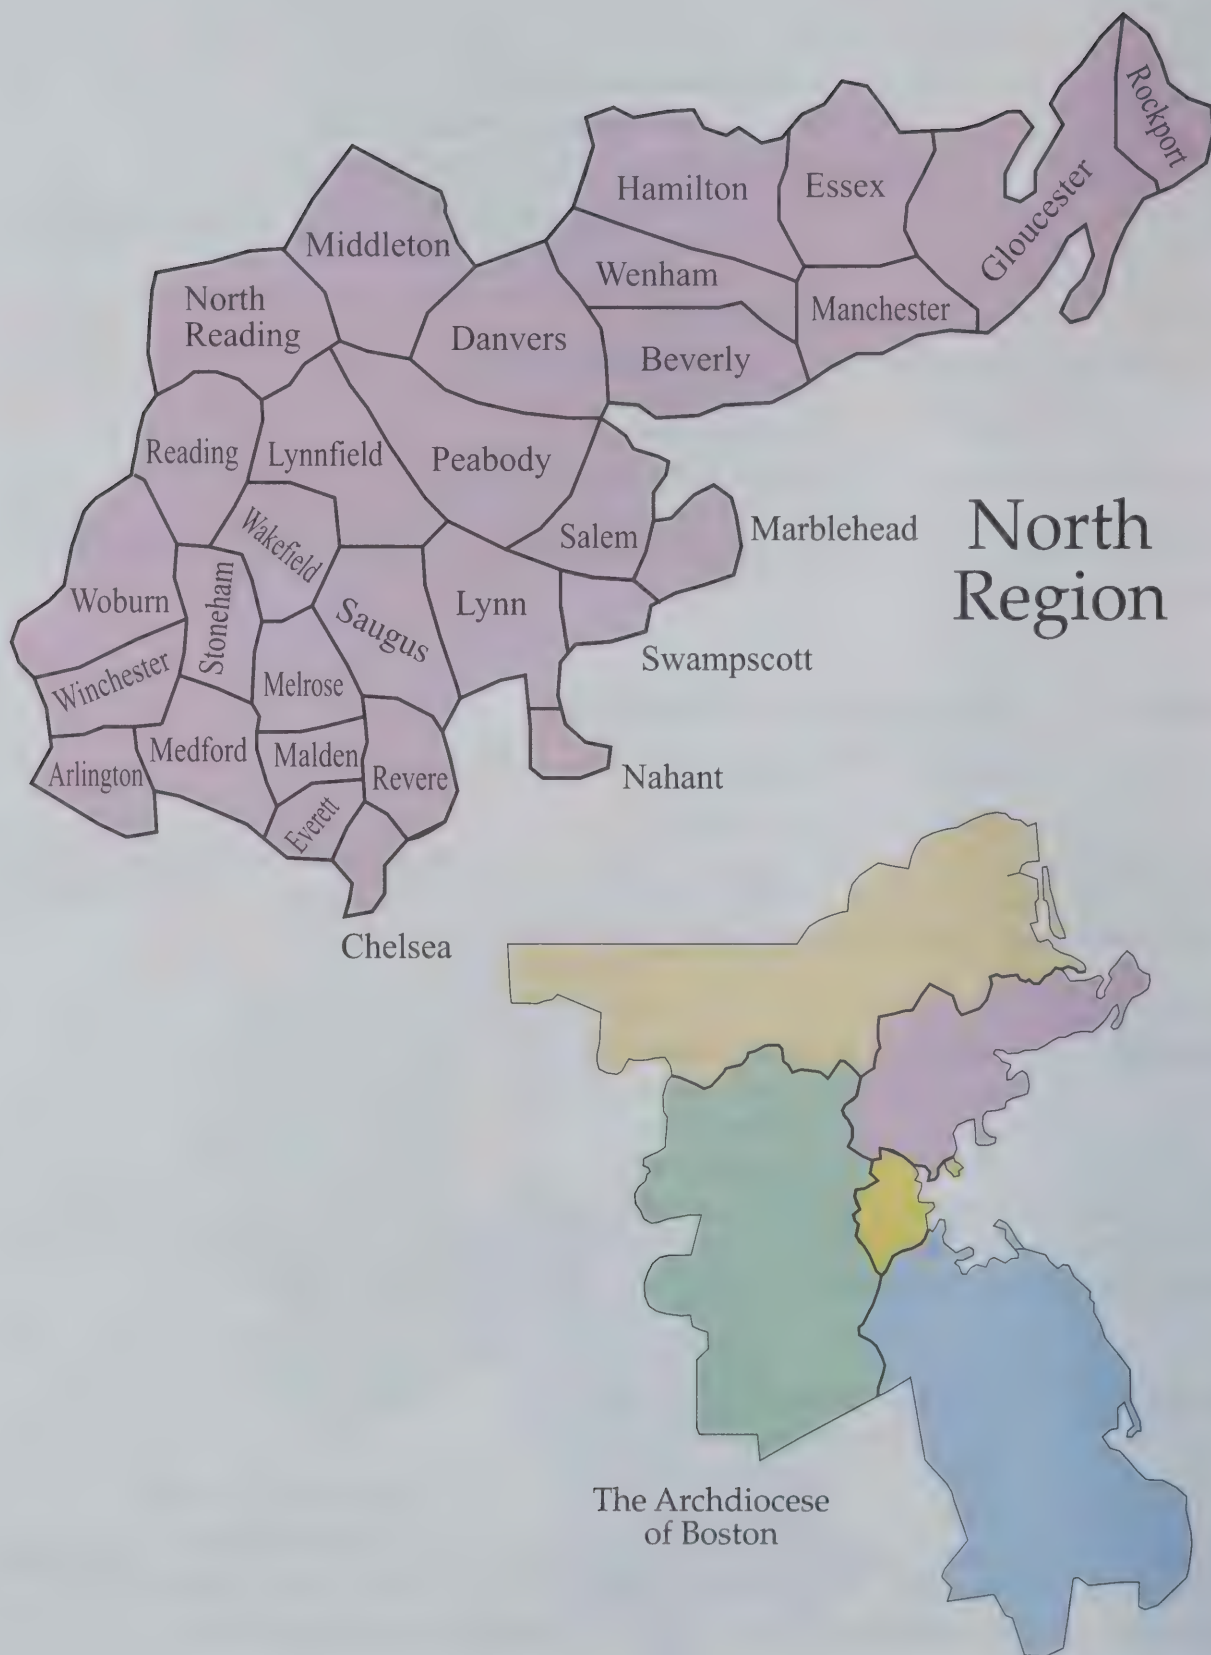 Rockport
Hamilton
Essex
Gloucester
Middleton
Wenham
North
Reading
Manchester
Danvers
Beverly
Reading
Lynnfield
Peabody
Wakefield
Salem
Marblehead
North
Region
Woburn
Stoneham
Saugus
Lynn
Swampscott
Winchester
Melrose
Medford
Malden
Arlington
Revere
Nahant
Everett
Chelsea
The Archdiocese
of Boston